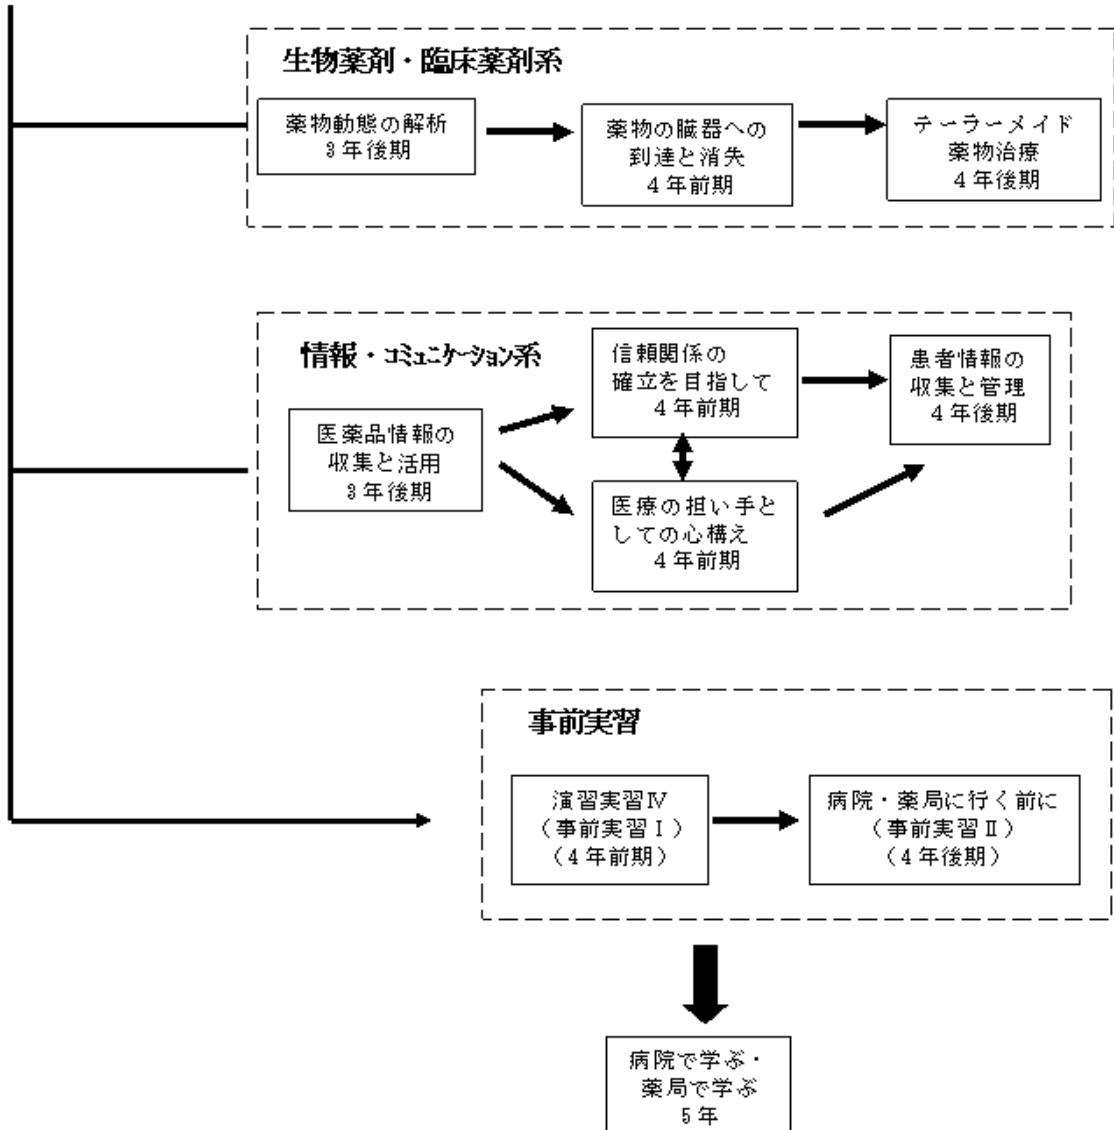 生物薬剤・臨床薬剤系
薬物動態の解析
3年後期
薬物の臓器への
到達と消失
4年前期
テーラーメイド
薬物治療
4年後期
情報・コミュニケーション系
医薬品情報の
収集と活用
3年後期
信頼関係の
確立を目指して
4年前期
医療の担い手と
しての心構え
4年前期
患者情報の
収集と管理
4年後期
事前実習
演習実習Ⅳ
(事前実習Ⅰ)
(4年前期)
病院・薬局に行く前に
(事前実習Ⅱ)
(4年後期)
病院で学ぶ・
薬局で学ぶ
5年